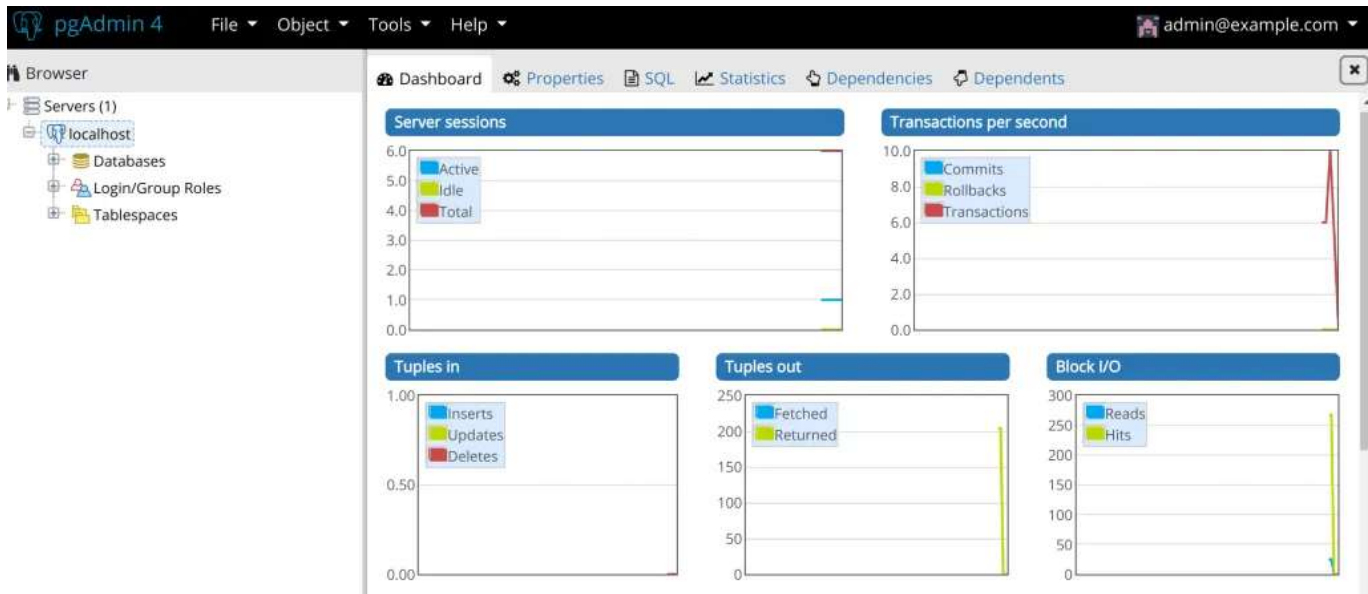 pgAdmin 4 File Object Tools Help admin@example.com
Browser
Dashboard Properties SQL Statistics Dependencies Dependents
Servers (1)
localhost
Databases
Login/Group Roles
Tablespaces
Server sessions
6.0
5.0
4.0
3.0
2.0
1.0
0.0
Active
Idle
Total
Transactions per second
10.0
8.0
6.0
4.0
2.0
0.0
Commits
Rollbacks
Transactions
Tuples in
1.00
0.50
0.00
Inserts
Updates
Deletes
Tuples out
250
200
150
100
50
0
Fetched
Returned
Block I/O
300
250
200
150
100
50
0
Reads
Hits